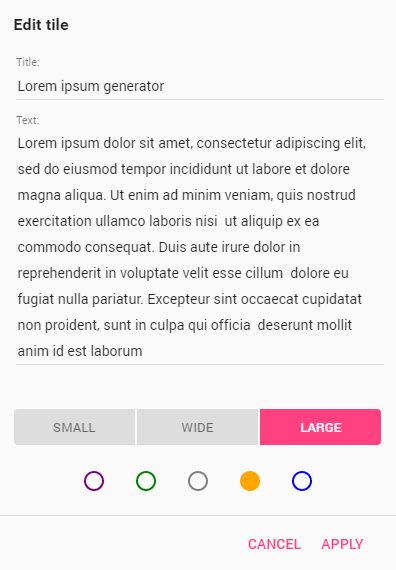 Edit tile
Title:
Lorem ipsum generator
Text:
Lorem ipsum dolor sit amet, consectetur adipiscing elit,
sed do eiusmod tempor incididunt ut labore et dolore
magna aliqua. Ut enim ad minim veniam, quis nostrud
exercitation ullamco laboris nisi  ut aliquip ex ea
commodo consequat. Duis aute irure dolor in
reprehenderit in voluptate velit esse cillum  dolore eu
fugiat nulla pariatur. Excepteur sint occaecat cupidatat
non proident, sunt in culpa qui officia  deserunt mollit
anim id est laborum
SMALL WIDE LARGE
CANCEL APPLY